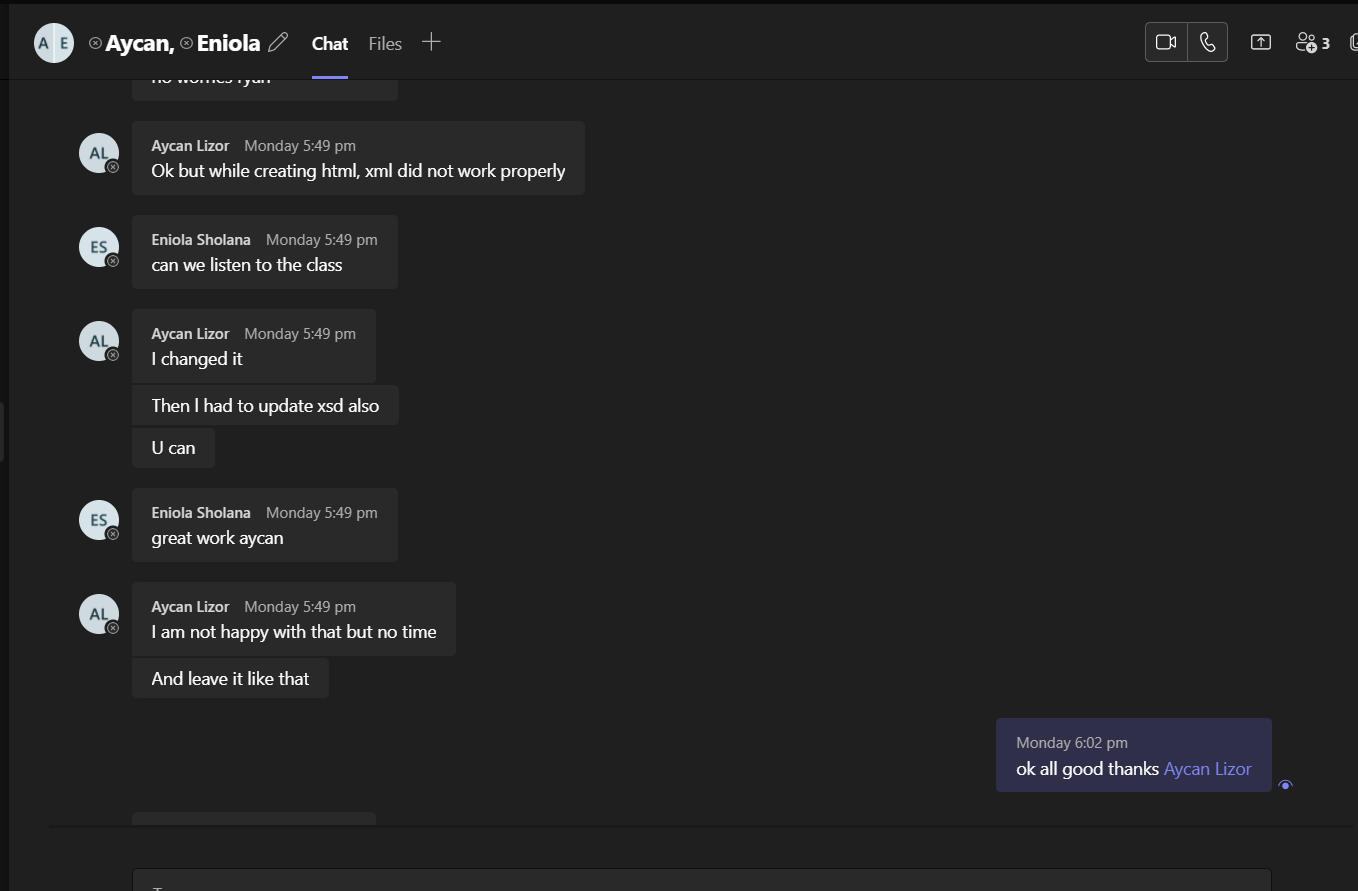 A E Aycan, Eniola Chat Files 3
no worries ryan
AL Aycan Lizor Monday 5:49 pm
Ok but while creating html, xml did not work properly
ES Eniola Sholana Monday 5:49 pm
can we listen to the class
AL Aycan Lizor Monday 5:49 pm
I changed it
Then I had to update xsd also
U can
ES Eniola Sholana Monday 5:49 pm
great work aycan
AL Aycan Lizor Monday 5:49 pm
I am not happy with that but no time
And leave it like that
Monday 6:02 pm
ok all good thanks Aycan Lizor